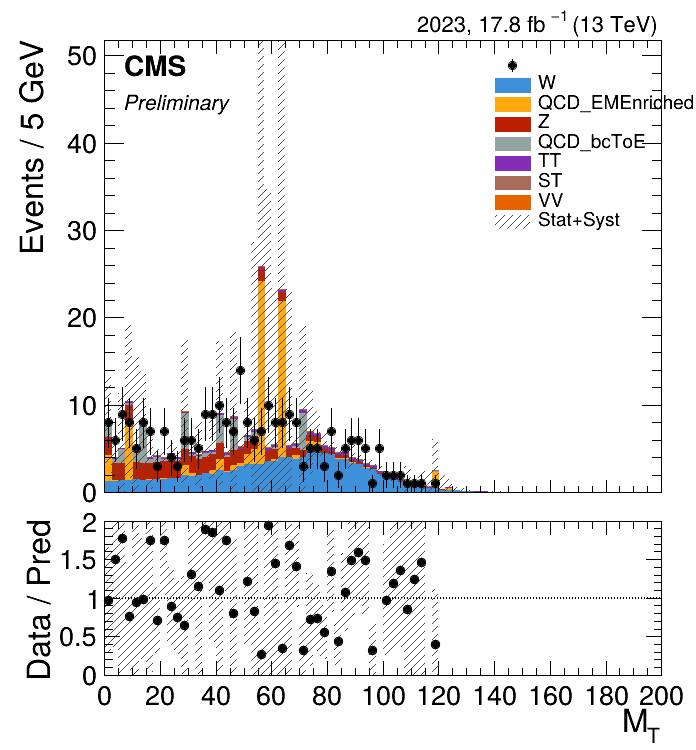 2023, 17.8 fb⁻¹ (13 TeV)
Events / 5 GeV
50
40
30
20
10
0
CMS
Preliminary
W
QCD_EMEnriched
Z
QCD_bcToE
TT
ST
VV
Stat+Syst
Data / Pred
2
1.5
1
0.5
0
0 20 40 60 80 100 120 140 160 180 200
M_T